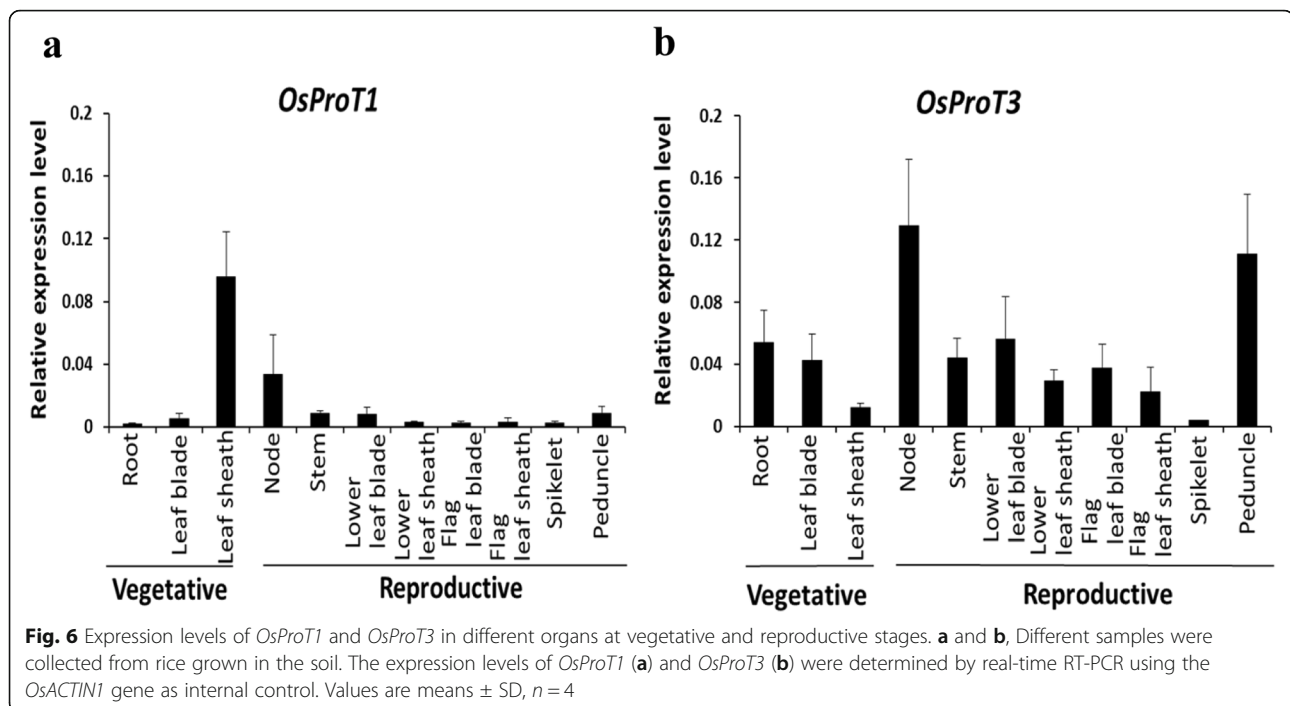 a
OsProT1
Relative expression level
0.2
0.16
0.12
0.08
0.04
0
Root
Leaf blade
Leaf sheath
Node
Stem
Lower
leaf blade
Lower
leaf sheath
Flag
leaf blade
Flag
leaf sheath
Spikelet
Peduncle
Vegetative
Reproductive
b
OsProT3
Relative expression level
0.2
0.16
0.12
0.08
0.04
0
Root
Leaf blade
Leaf sheath
Node
Stem
Lower
leaf blade
Lower
leaf sheath
Flag
leaf blade
Flag
leaf sheath
Spikelet
Peduncle
Vegetative
Reproductive
Fig. 6 Expression levels of OsProT1 and OsProT3 in different organs at vegetative and reproductive stages. a and b, Different samples were
collected from rice grown in the soil. The expression levels of OsProT1 (a) and OsProT3 (b) were determined by real-time RT-PCR using the
OsACTIN1 gene as internal control. Values are means ± SD, n = 4